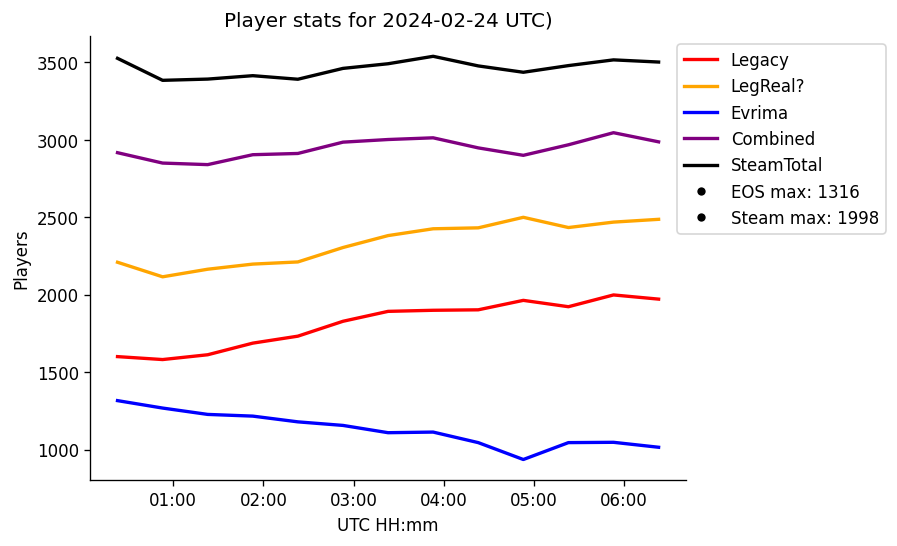 Player stats for 2024-02-24 UTC)
Players
3500
3000
2500
2000
1500
1000
01:00 02:00 03:00 04:00 05:00 06:00
UTC HH:mm
Legacy
LegReal?
Evrima
Combined
SteamTotal
EOS max: 1316
Steam max: 1998